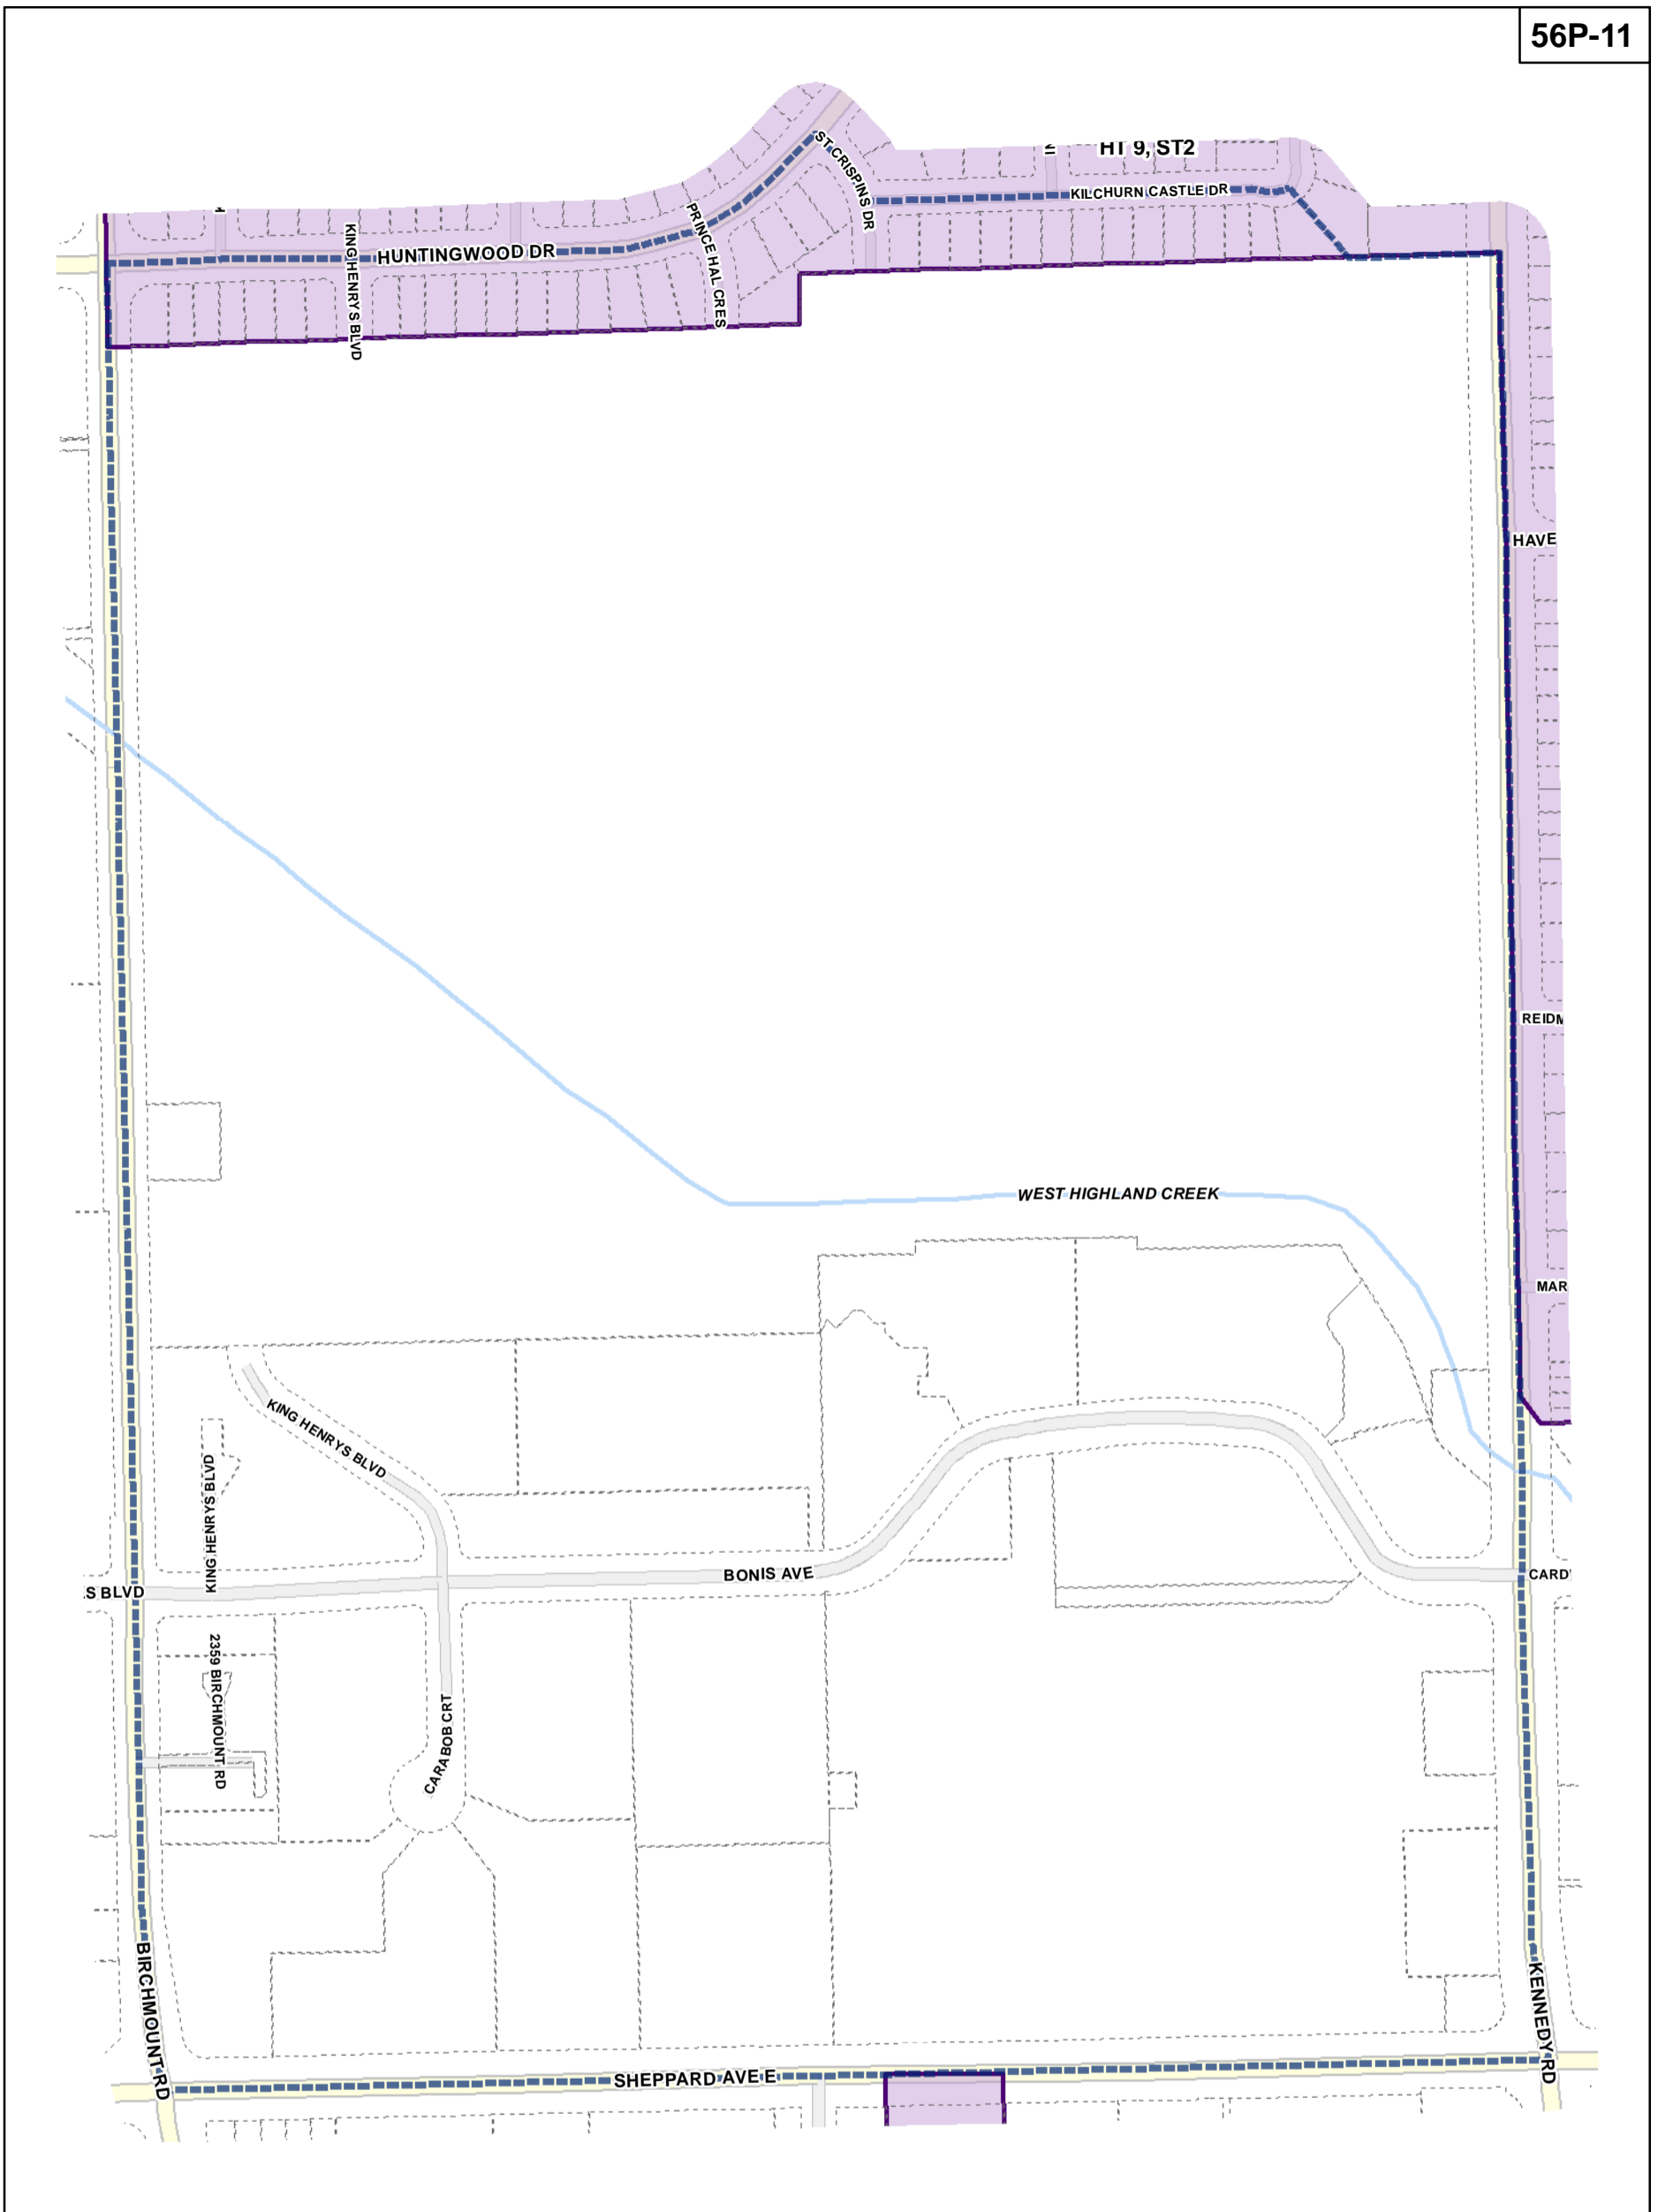 56P-11
HT 9, ST2
ST.CRISPINS DR
KILCHURN CASTLE DR
PRINCE HAL CRES
KING HENRYS BLVD
HUNTINGWOOD DR
HAVE
REIDM
WEST HIGHLAND CREEK
MAR
KING HENRYS BLVD
KING HENRYS BLVD
BONIS AVE
S BLVD
CARD
2359 BIRCHMOUNT RD
CARABOB CRT
BIRCHMOUNT RD
KENNEDY RD
SHEPPARD AVE E